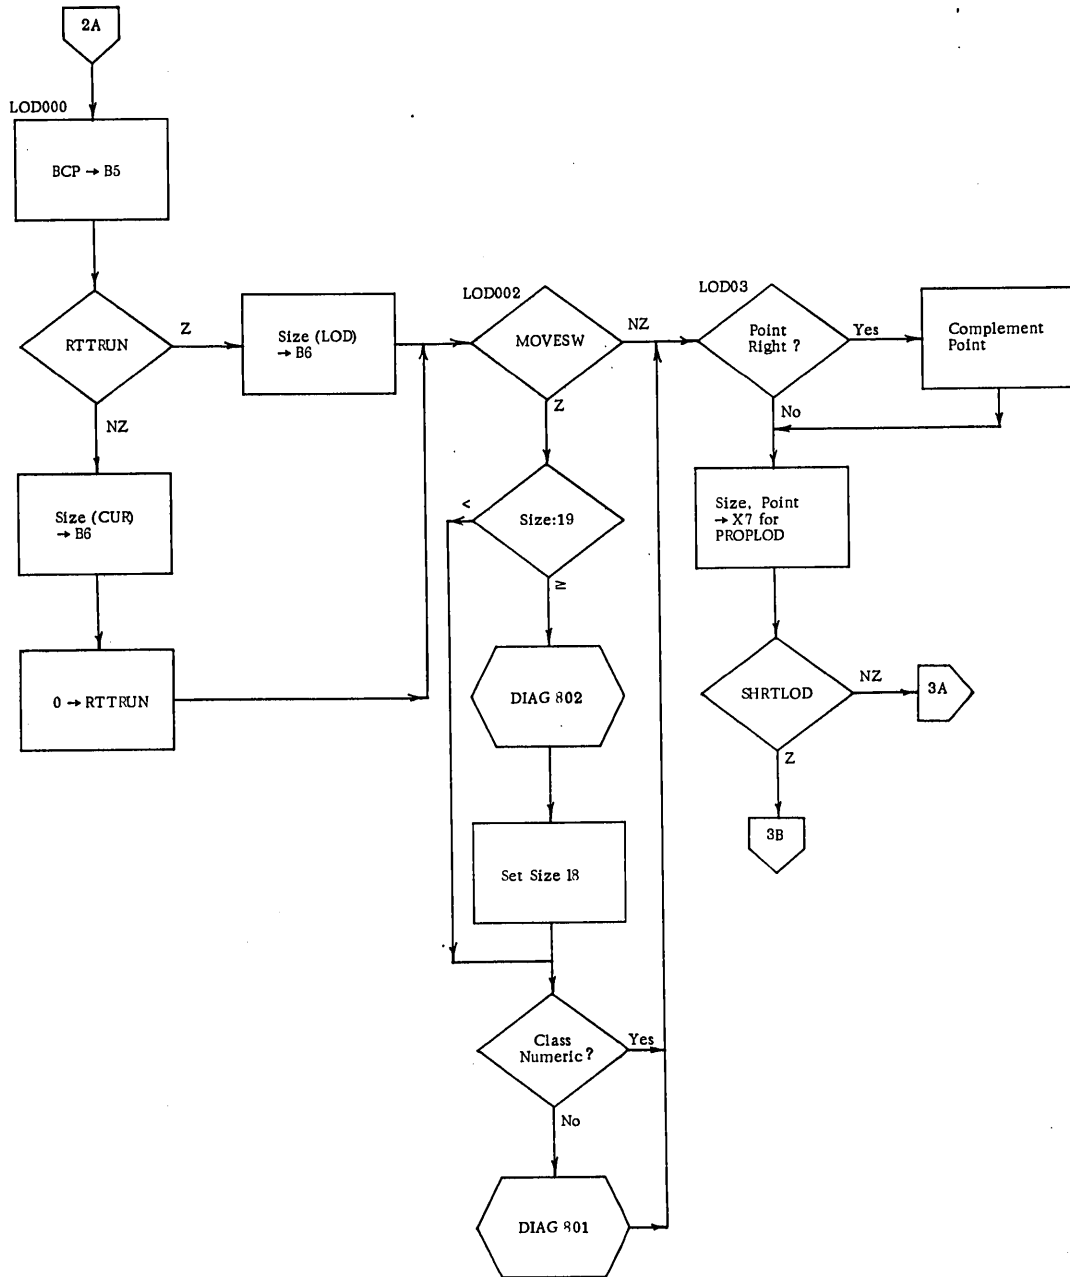 2A
LOD000
BCP → B5
RTTRUN
Z
NZ
Size (LOD)
→ B6
Size (CUR)
→ B6
0 → RTTRUN
LOD002
MOVESW
NZ
Z
Size:19
<
≥
DIAG 802
Set Size 18
Class
Numeric?
Yes
No
DIAG 801
LOD03
Point
Right ?
Yes
No
Complement
Point
Size, Point
→ X7 for
PROPLOD
SHRTLOD
NZ
Z
3A
3B